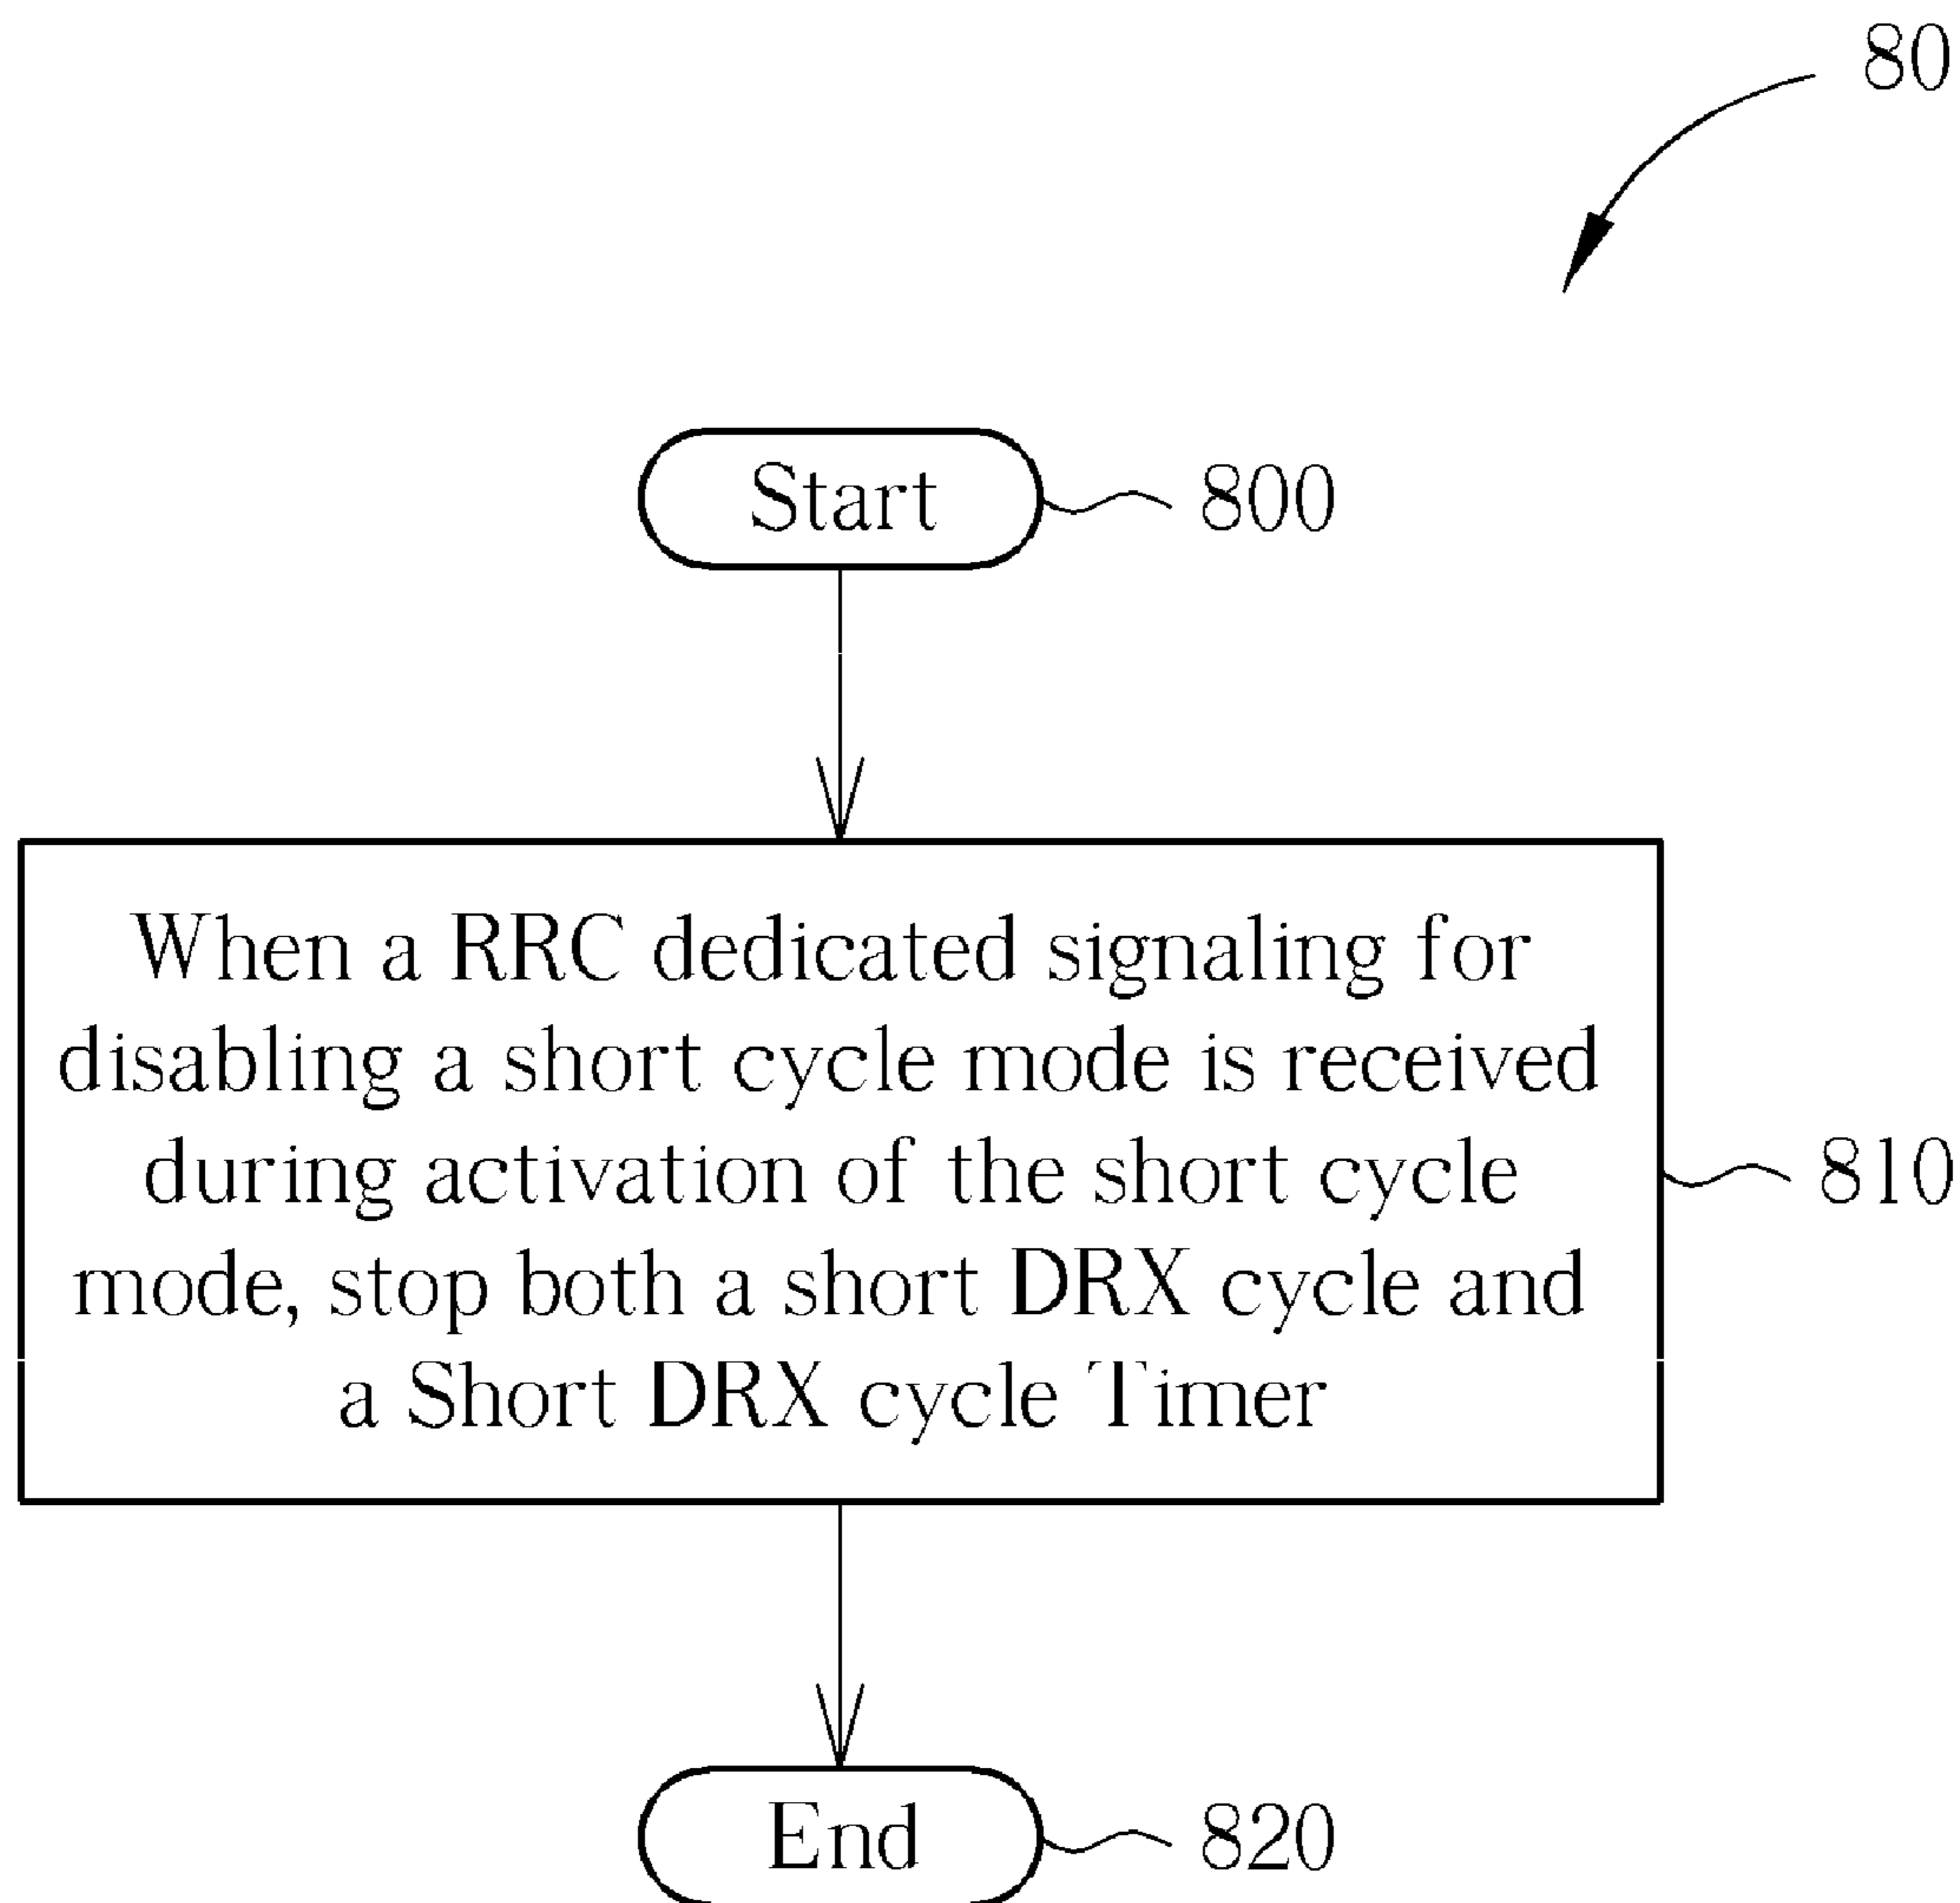 80
Start
800
When a RRC dedicated signaling for
disabling a short cycle mode is received
during activation of the short cycle
810
mode, stop both a short DRX cycle and
a Short DRX cycle Timer
End
820